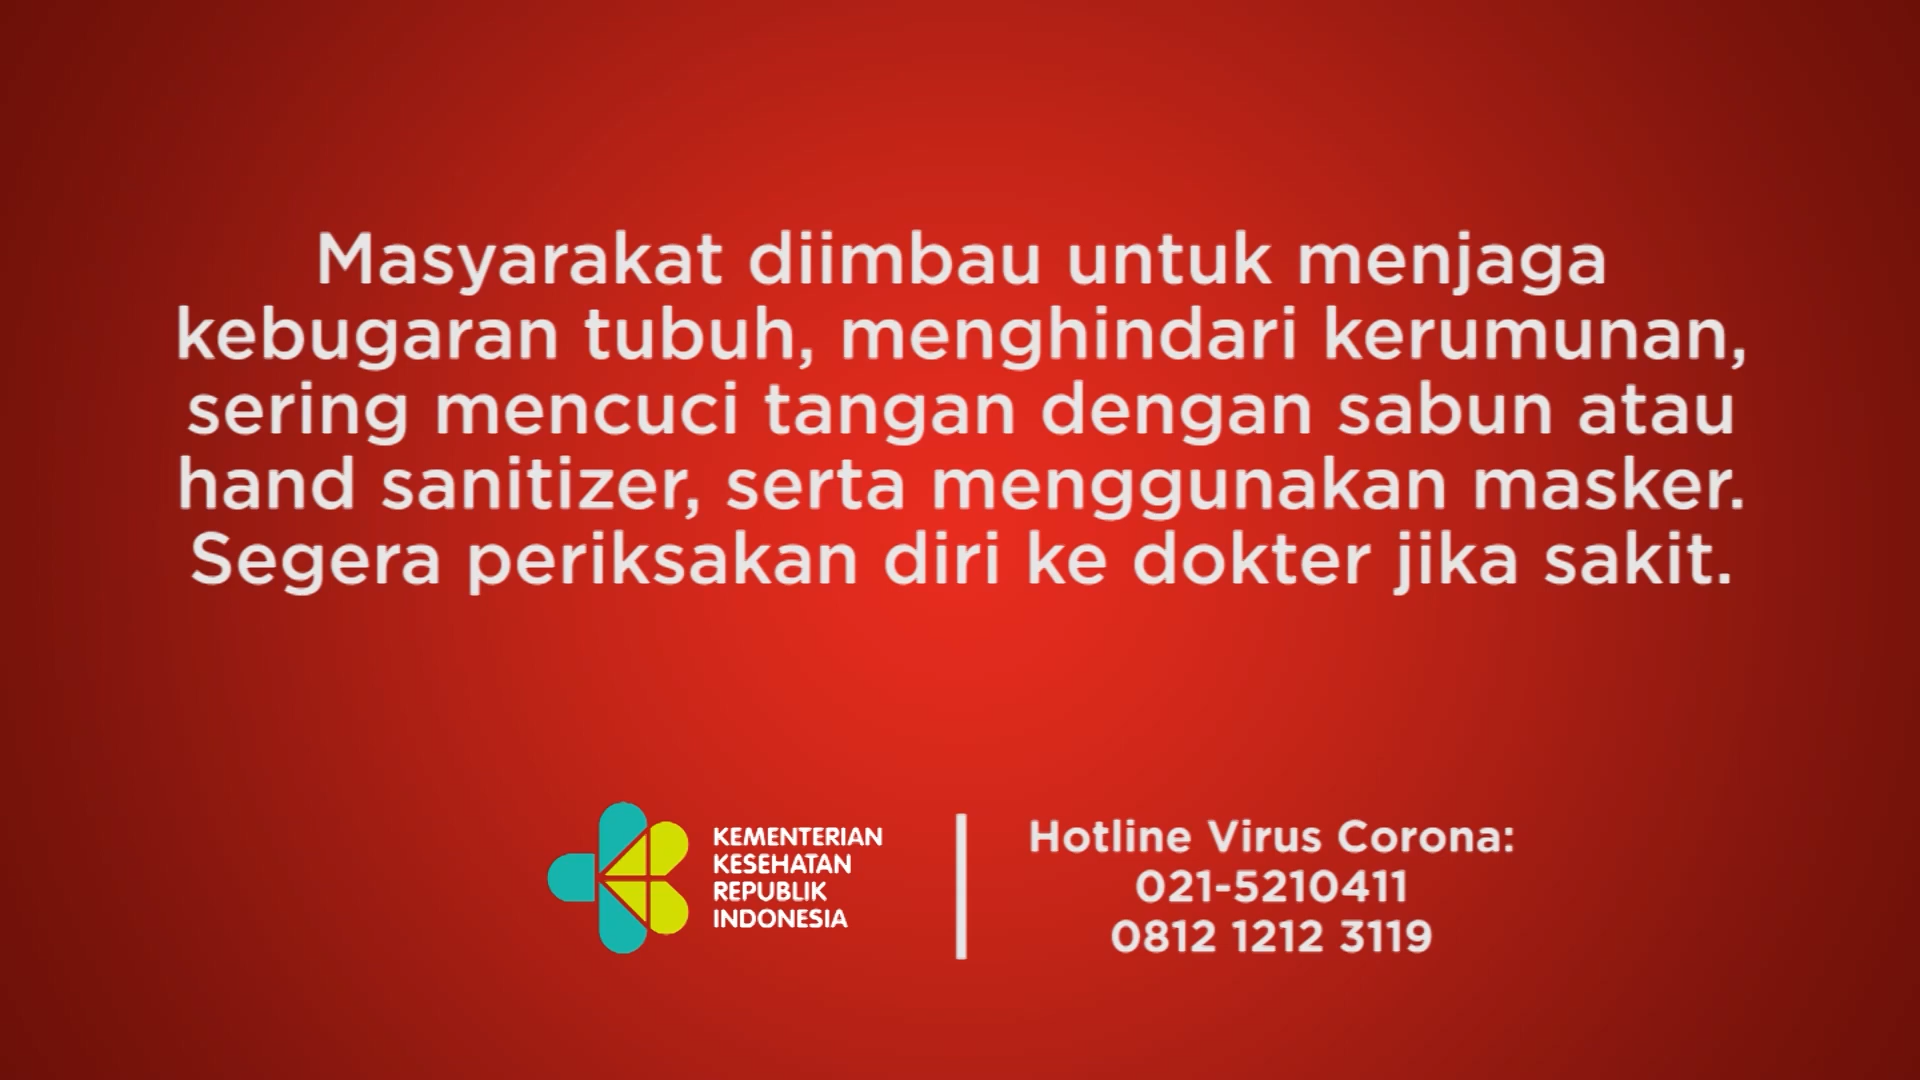 Masyarakat diimbau untuk menjaga
kebugaran tubuh, menghindari kerumunan,
sering mencuci tangan dengan sabun atau
hand sanitizer, serta menggunakan masker.
Segera periksakan diri ke dokter jika sakit.
KEMENTERIAN
KESEHATAN
REPUBLIK
INDONESIA
Hotline Virus Corona:
021-5210411
0812 1212 3119